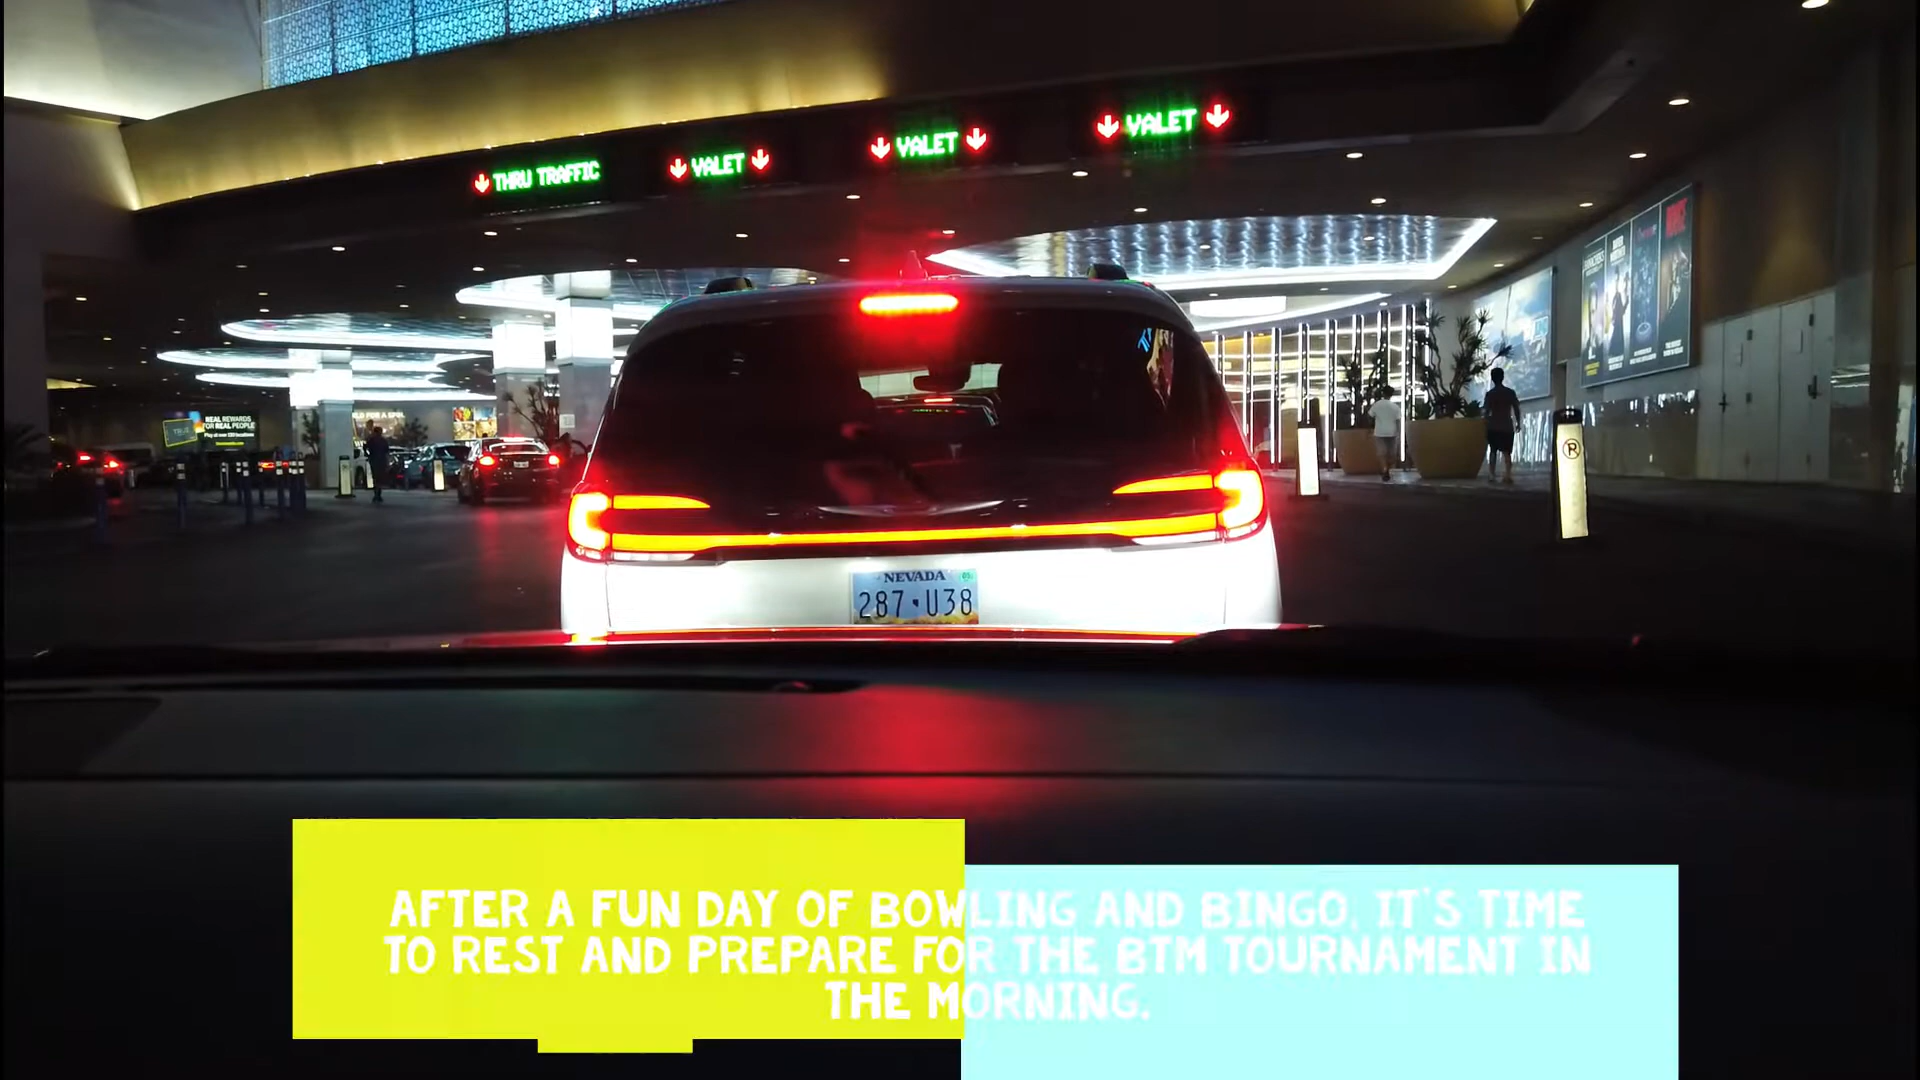 THRU TRAFFIC
VALET
VALET
VALET
REAL REWARDS
FOR REAL PEOPLE
NEVADA
287·U38
AFTER A FUN DAY OF BOWLING AND BINGO, IT'S TIME
TO REST AND PREPARE FOR THE BTM TOURNAMENT IN
THE MORNING.